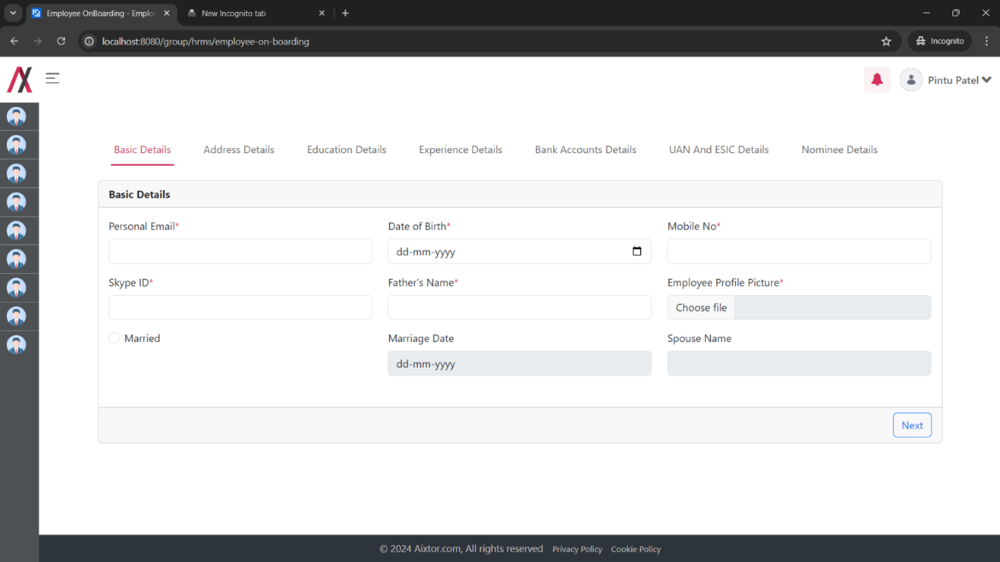 Employee OnBoarding - Employ
New Incognito tab
localhost:8080/group/hrms/employee-on-boarding
Incognito
Pintu Patel
Basic Details
Address Details
Education Details
Experience Details
Bank Accounts Details
UAN And ESIC Details
Nominee Details
Basic Details
Personal Email*
Date of Birth*
Mobile No*
dd-mm-yyyy
Skype ID*
Father's Name*
Employee Profile Picture*
Choose file
Married
Marriage Date
Spouse Name
dd-mm-yyyy
Next
© 2024 Aixtor.com, All rights reserved Privacy Policy Cookie Policy